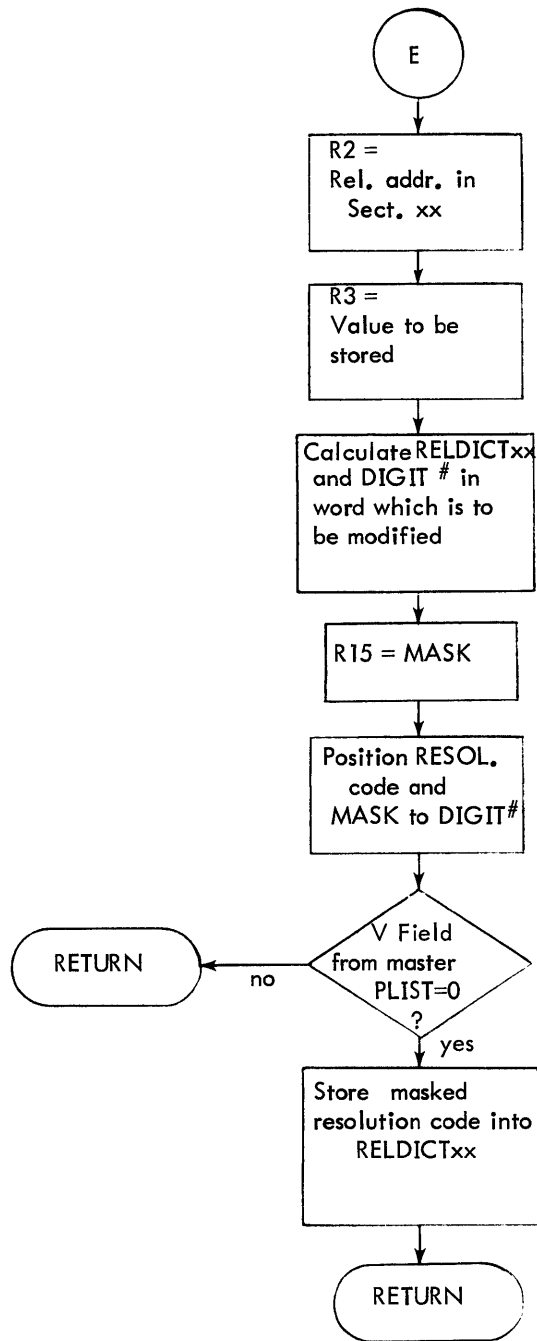 E
R2 =
Rel. addr. in
Sect. xx
R3 =
Value to be
stored
Calculate RELDICTxx
and DIGIT # in
word which is to
be modified
R15 = MASK
Position RESOL.
code and
MASK to DIGIT#
V Field
from master
PLIST=0
?
no
RETURN
yes
Store masked
resolution code into
RELDICTxx
RETURN